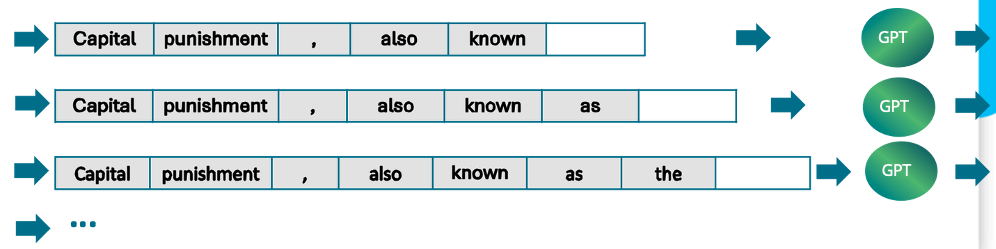 Capital punishment , also known GPT
Capital punishment , also known as GPT
Capital punishment , also known as the GPT
...